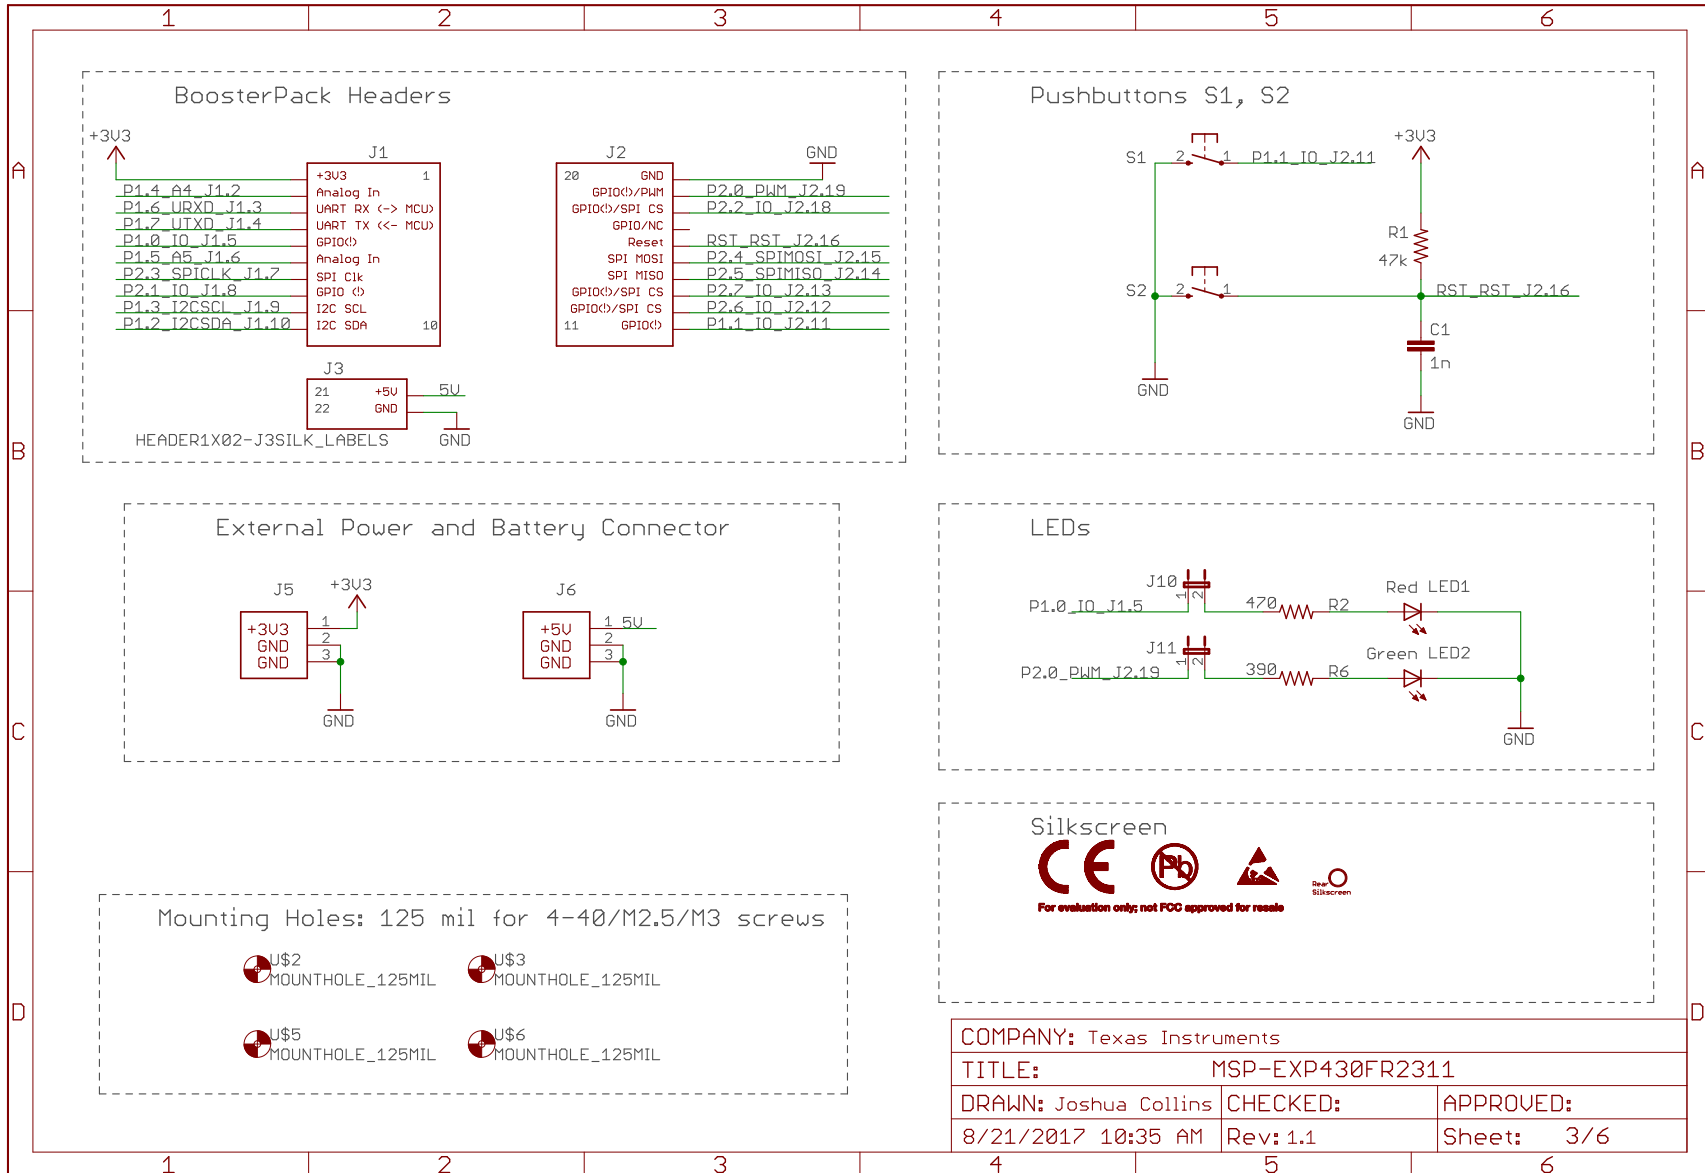 1 2 3 4 5 6
A A
B B
C C
D D
BoosterPack Headers
+3V3
J1
+3V3 1
P1.4_A4_J1.2 Analog In
P1.6_URXD_J1.3 UART RX (-> MCU)
P1.7_UTXD_J1.4 UART TX (<- MCU)
P1.0_IO_J1.5 GPIO(!)
P1.5_A5_J1.6 Analog In
P2.3_SPICLK_J1.7 SPI Clk
P2.1_IO_J1.8 GPIO (!)
P1.3_I2CSCL_J1.9 I2C SCL
P1.2_I2CSDA_J1.10 I2C SDA 10
J2
GND
20 GND
GPIO(!)/PWM P2.0_PWM_J2.19
GPIO(!)/SPI CS P2.2_IO_J2.18
GPIO/NC
Reset RST_RST_J2.16
SPI MOSI P2.4_SPIMOSI_J2.15
SPI MISO P2.5_SPIMISO_J2.14
GPIO(!)/SPI CS P2.7_IO_J2.13
GPIO(!)/SPI CS P2.6_IO_J2.12
11 GPIO(!) P1.1_IO_J2.11
J3
21 +5V 5V
22 GND
HEADER1X02-J3SILK_LABELS GND
Pushbuttons S1, S2
S1 2 1 P1.1_IO_J2.11
+3V3
R1
47k
S2 2 1 RST_RST_J2.16
C1
1n
GND
GND
External Power and Battery Connector
J5 +3V3
+3V3 1
GND 2
GND 3
GND
J6
+5V 1 5V
GND 2
GND 3
GND
LEDs
J10 1 2
P1.0_IO_J1.5 470 R2 Red LED1
J11 1 2
P2.0_PWM_J2.19 390 R6 Green LED2
GND
Silkscreen
CE Pb
Rear
Silkscreen
For evaluation only; not FCC approved for resale
Mounting Holes: 125 mil for 4-40/M2.5/M3 screws
U$2 U$3
MOUNTHOLE_125MIL MOUNTHOLE_125MIL
U$5 U$6
MOUNTHOLE_125MIL MOUNTHOLE_125MIL
COMPANY: Texas Instruments
TITLE: MSP-EXP430FR2311
DRAWN: Joshua Collins CHECKED: APPROVED:
8/21/2017 10:35 AM Rev: 1.1 Sheet: 3/6
1 2 3 4 5 6